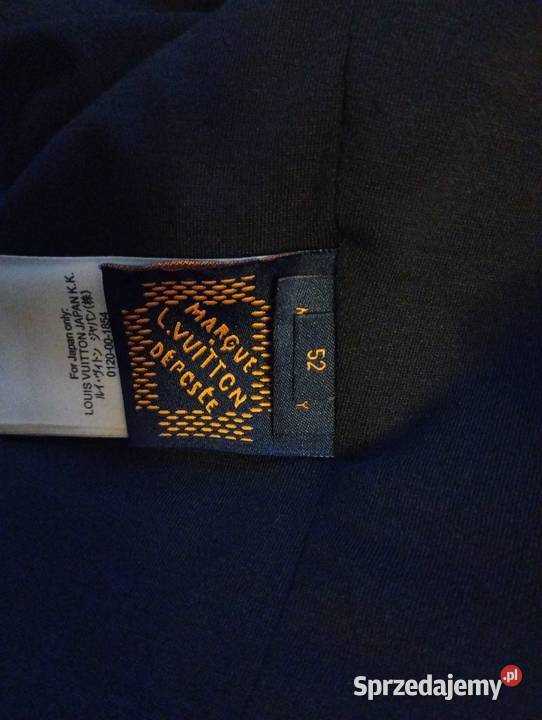 For Japan only:
LOUIS VUITTON JAPAN K.K.
ルイ・ヴィトン ジャパン(株)
0120-00-1854
MARQUE
L.VUITTON
DÉPOSÉE
52
Y
Sprzedajemy.pl